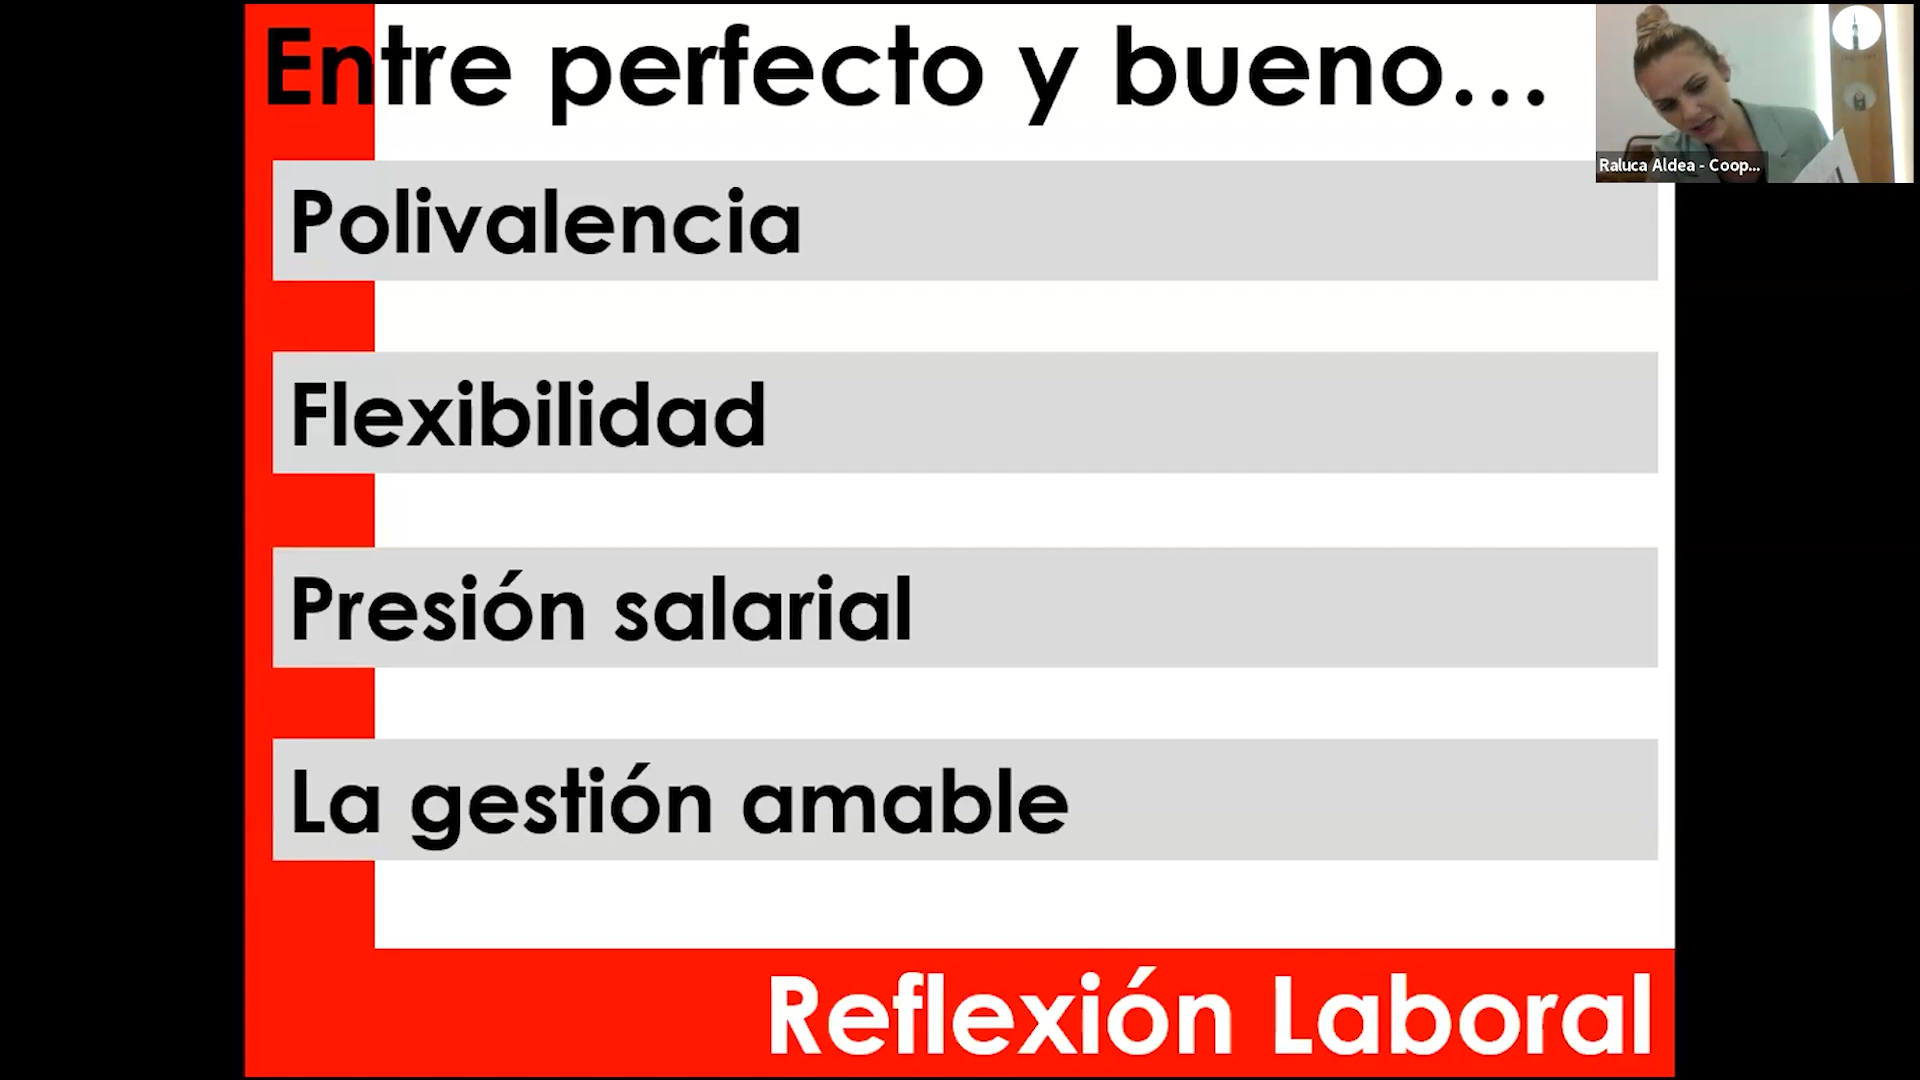 Entre perfecto y bueno...
Raluca Aldea - Coop...
Polivalencia
Flexibilidad
Presión salarial
La gestión amable
Reflexión Laboral